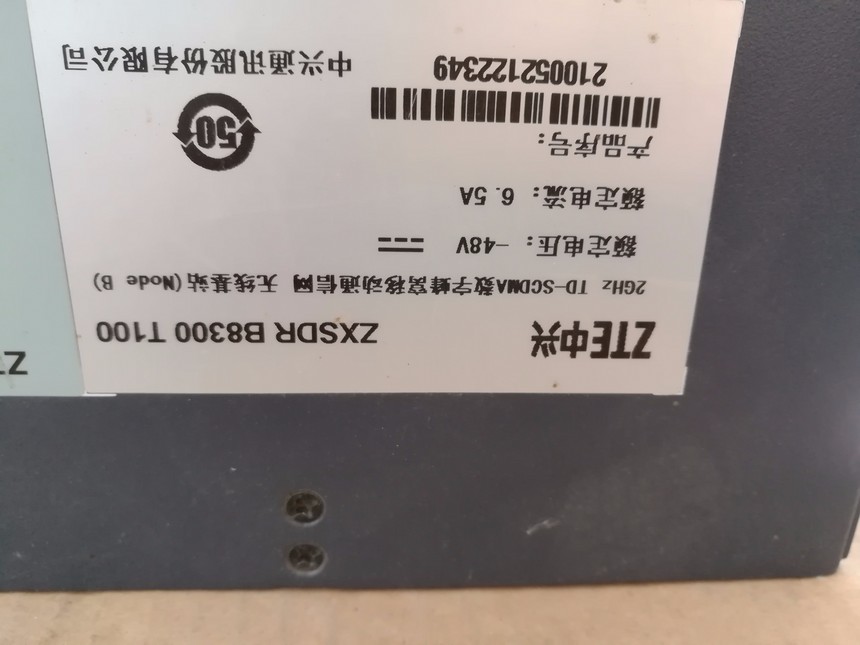 ZTE中兴 ZXSDR B8300 T100
2GHz TD-SCDMA数字蜂窝移动通信网 无线基站(Node B)
额定电压: -48V
额定电流: 6.5A
产品序号:
210052122349
50
中兴通讯股份有限公司
ZT